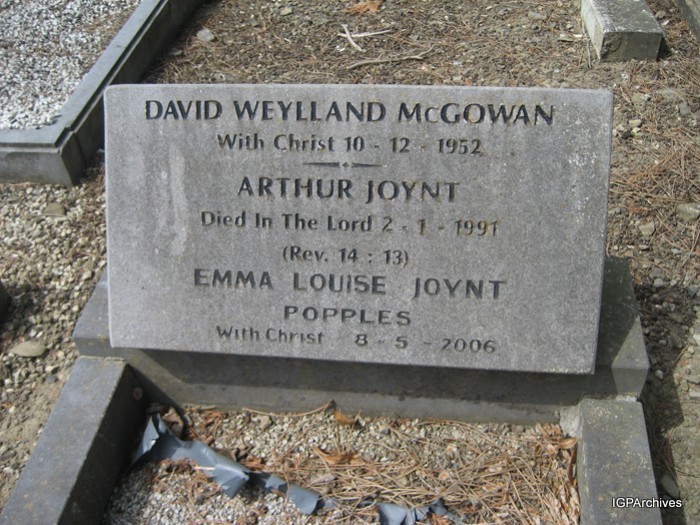 DAVID WEYLLAND McGOWAN
With Christ 10 - 12 - 1952
ARTHUR JOYNT
Died In The Lord 2 - 1 - 1991
(Rev. 14 : 13)
EMMA LOUISE JOYNT
POPPLES
With Christ 8 - 5 - 2006
IGPArchives